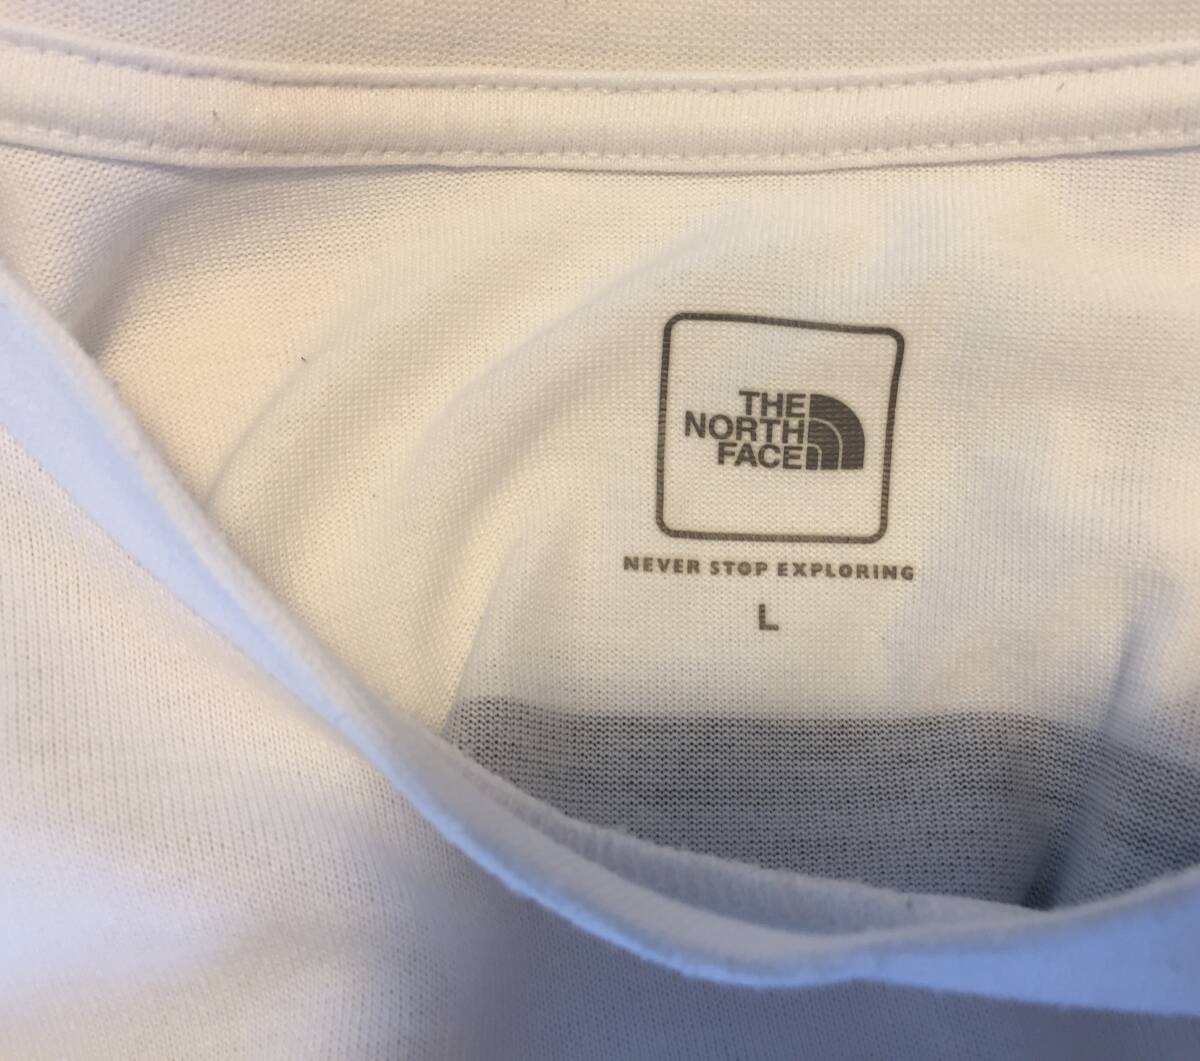 THE
NORTH
FACE
NEVER STOP EXPLORING
L